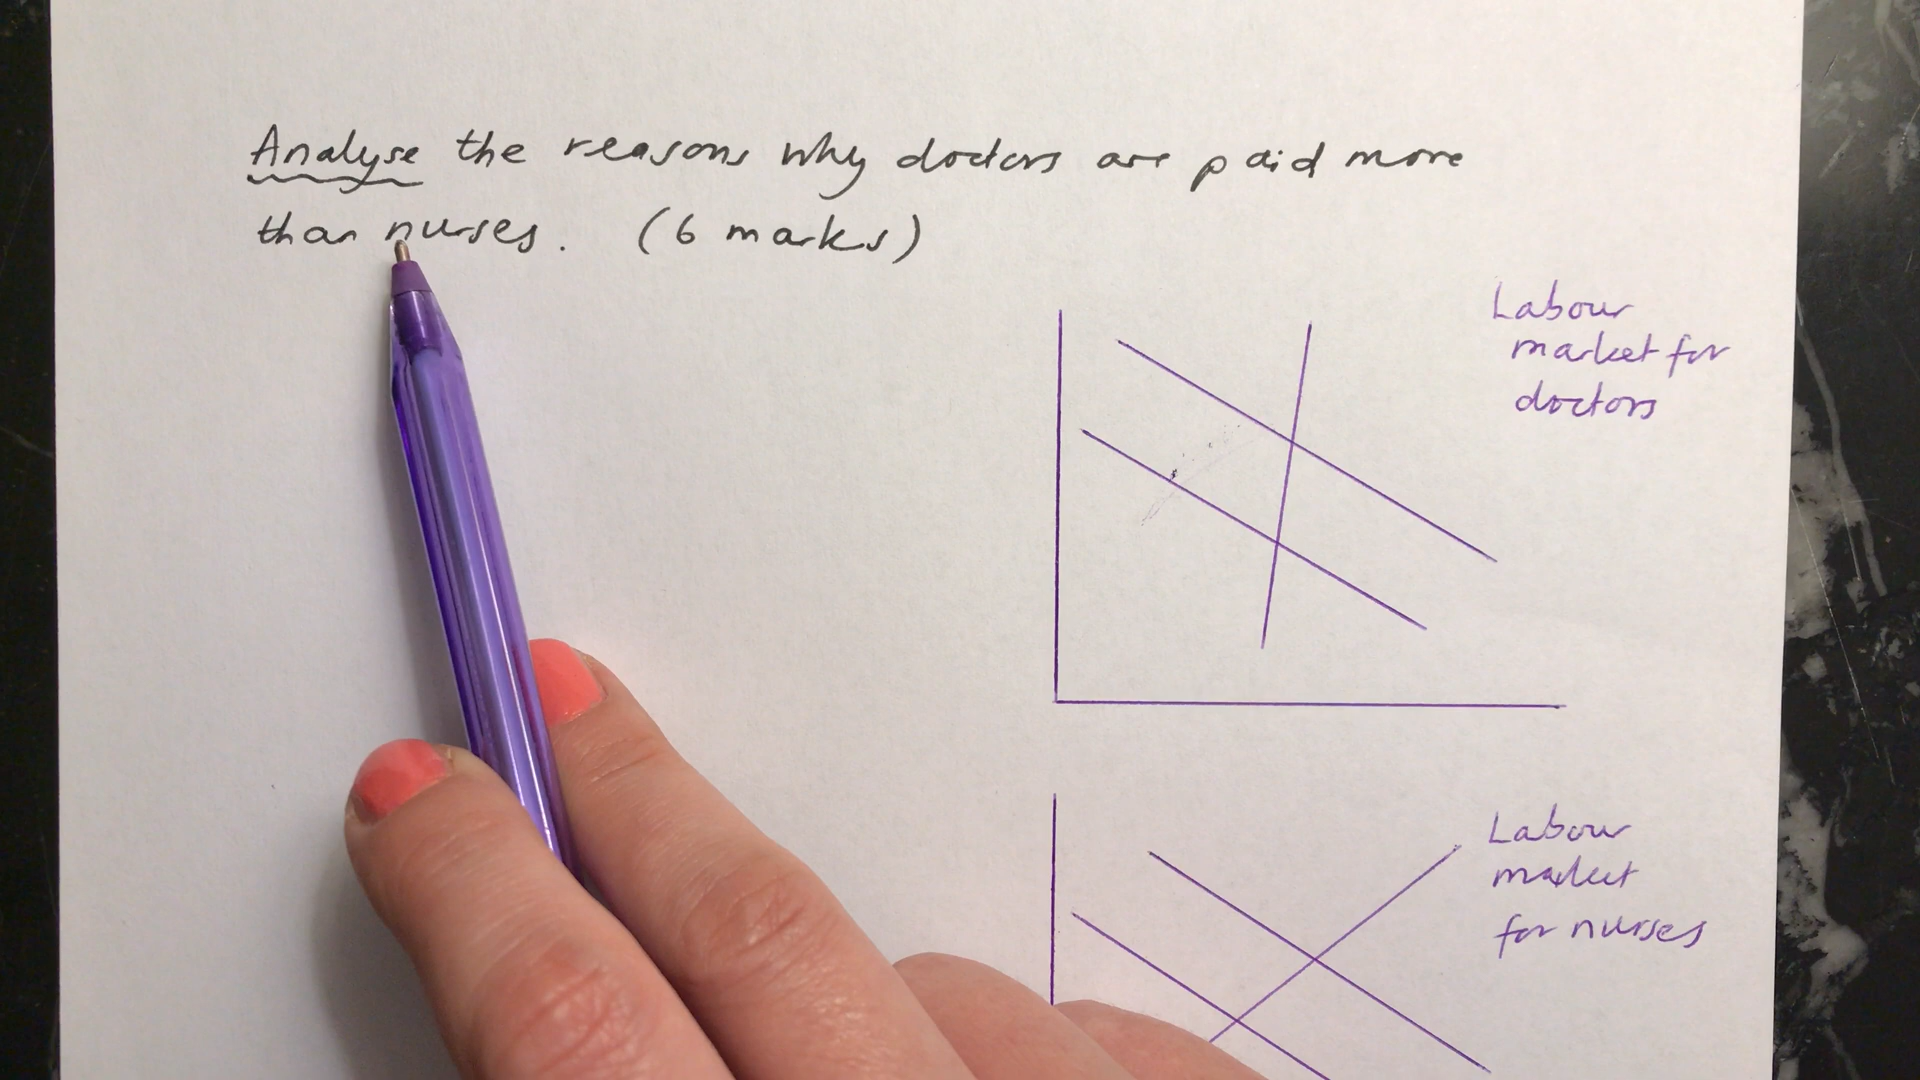 Analyse the reasons why doctors are paid more
than nurses. (6 marks)
Labour
market for
doctors
Labour
market
for nurses